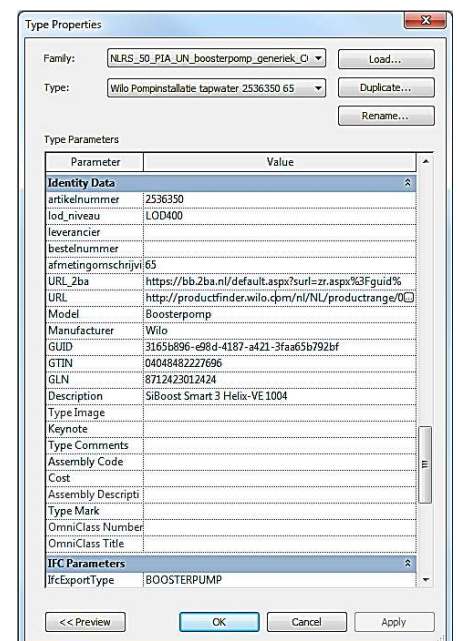 Type Properties
Family: NLRS_50_PIA_UN_boosterpomp_generiek_C Load...
Type: Wilo Pompinstallatie tapwater 2536350 65 Duplicate...
Rename...
Type Parameters
Parameter Value
Identity Data
artikelnummer 2536350
lod_niveau LOD400
leverancier
bestelnummer
afmetingomschrijvi 65
URL_2ba https://bb.2ba.nl/default.aspx?surl=zr.aspx%3Fguid%
URL http://productfinder.wilo.com/nl/NL/productrange/0
Model Boosterpomp
Manufacturer Wilo
GUID 3165b896-e98d-4187-a421-3faa65b792bf
GTIN 04048482227696
GLN 8712423012424
Description SiBoost Smart 3 Helix-VE 1004
Type Image
Keynote
Type Comments
Assembly Code
Cost
Assembly Descripti
Type Mark
OmniClass Number
OmniClass Title
IFC Parameters
IfcExportType BOOSTERPUMP
<< Preview OK Cancel Apply